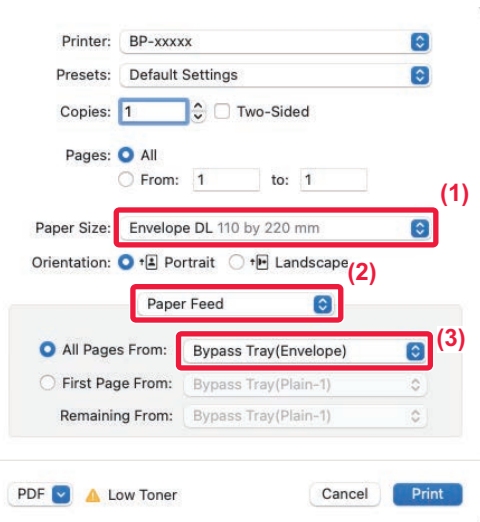 Printer: BP-xxxxx
Presets: Default Settings
Copies: 1 Two-Sided
Pages: All
From: 1 to: 1
(1)
Paper Size: Envelope DL 110 by 220 mm
Orientation: Portrait Landscape
(2)
Paper Feed
(3)
All Pages From: Bypass Tray(Envelope)
First Page From: Bypass Tray(Plain-1)
Remaining From: Bypass Tray(Plain-1)
PDF Low Toner Cancel Print